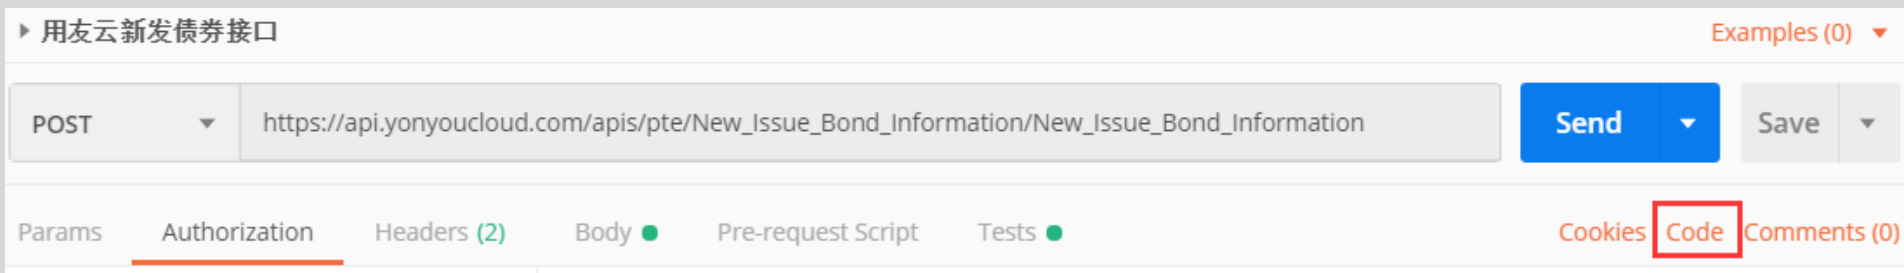 用友云新发债券接口 Examples (0)
POST https://api.yonyoucloud.com/apis/pte/New_Issue_Bond_Information/New_Issue_Bond_Information Send Save
Params Authorization Headers (2) Body Pre-request Script Tests Cookies Code Comments (0)